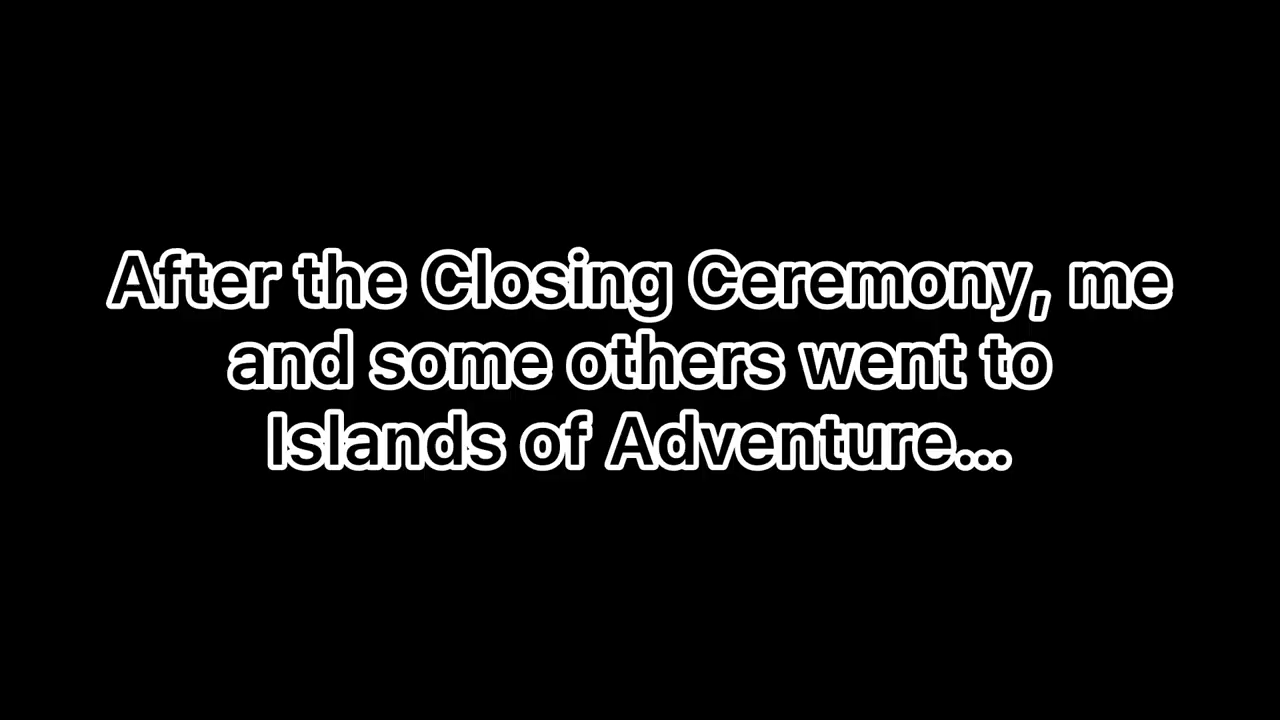 After the Closing Ceremony, me
and some others went to
Islands of Adventure...